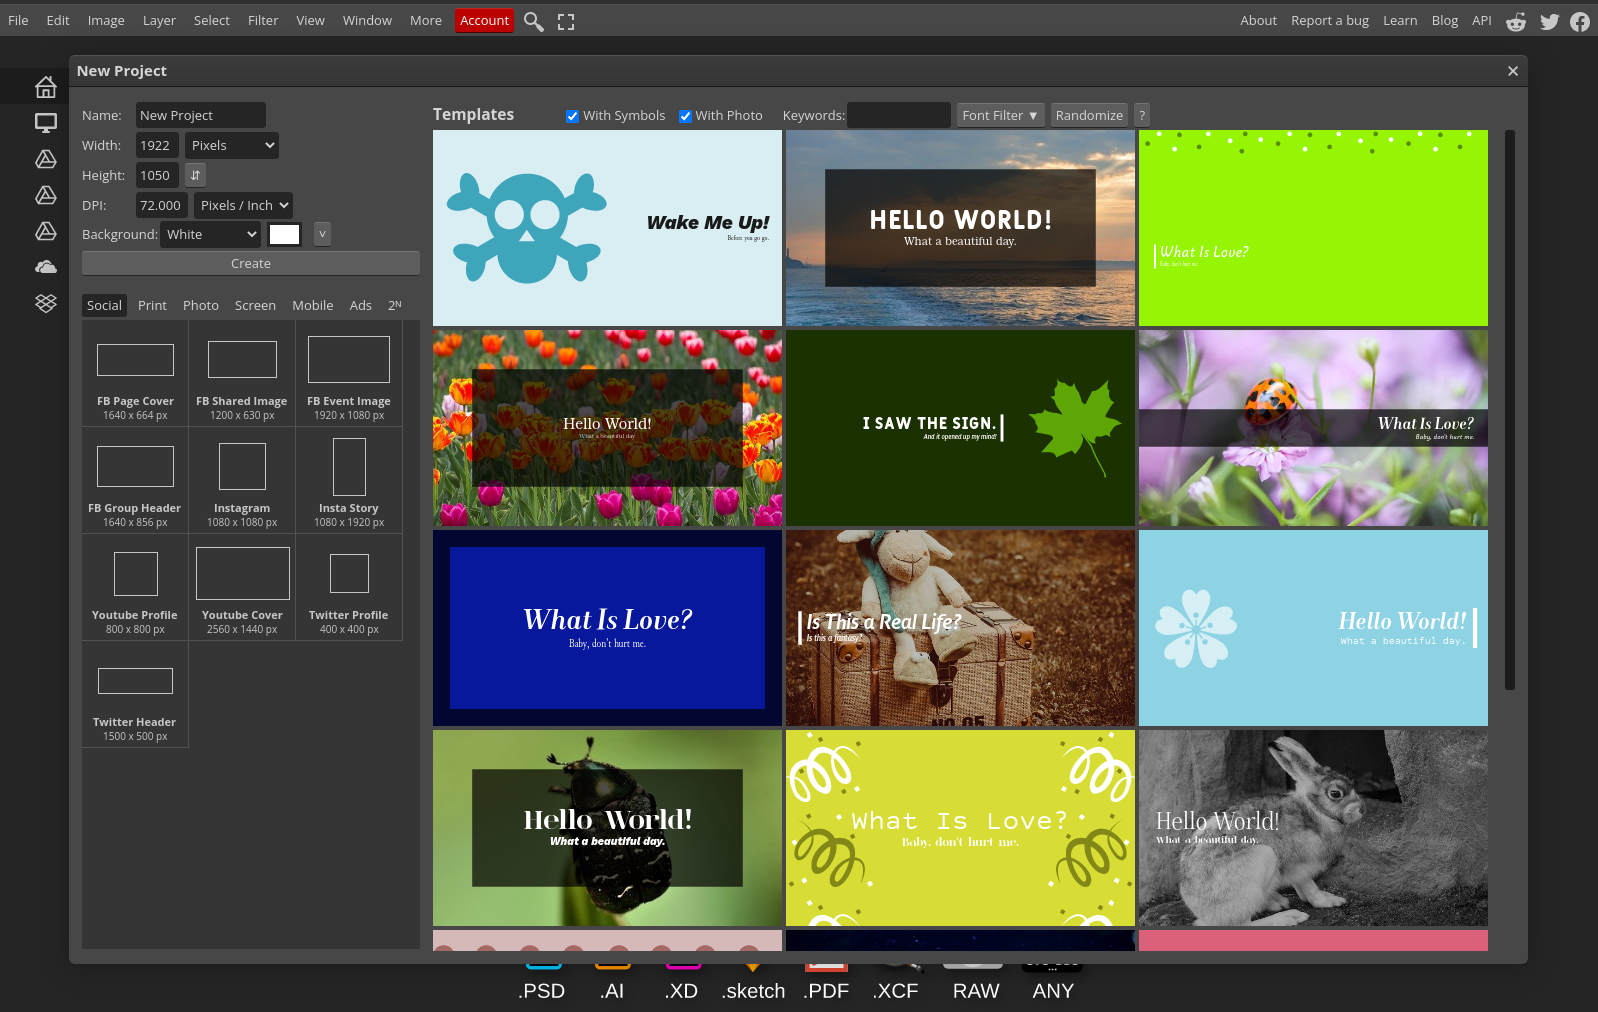 File Edit Image Layer Select Filter View Window More Account About Report a bug Learn Blog API
New Project
Name: New Project
Width: 1922 Pixels
Height: 1050
DPI: 72.000 Pixels / Inch
Background: White v
Create
Social Print Photo Screen Mobile Ads 2ᴺ
FB Page Cover
1640 x 664 px
FB Shared Image
1200 x 630 px
FB Event Image
1920 x 1080 px
FB Group Header
1640 x 856 px
Instagram
1080 x 1080 px
Insta Story
1080 x 1920 px
Youtube Profile
800 x 800 px
Youtube Cover
2560 x 1440 px
Twitter Profile
400 x 400 px
Twitter Header
1500 x 500 px
Templates With Symbols With Photo Keywords: Font Filter ▼ Randomize ?
Wake Me Up!
Before you go go.
HELLO WORLD!
What a beautiful day.
What Is Love?
Baby, don't hurt me.
Hello World!
What a beautiful day.
I SAW THE SIGN.
And it opened up my mind!
What Is Love?
Baby, don't hurt me.
What Is Love?
Baby, don't hurt me.
Is This a Real Life?
Is this a fantasy?
Hello World!
What a beautiful day.
Hello World!
What a beautiful day.
What Is Love?
Baby, don't hurt me.
Hello World!
What a beautiful day.
.PSD .AI .XD .sketch .PDF .XCF RAW ANY